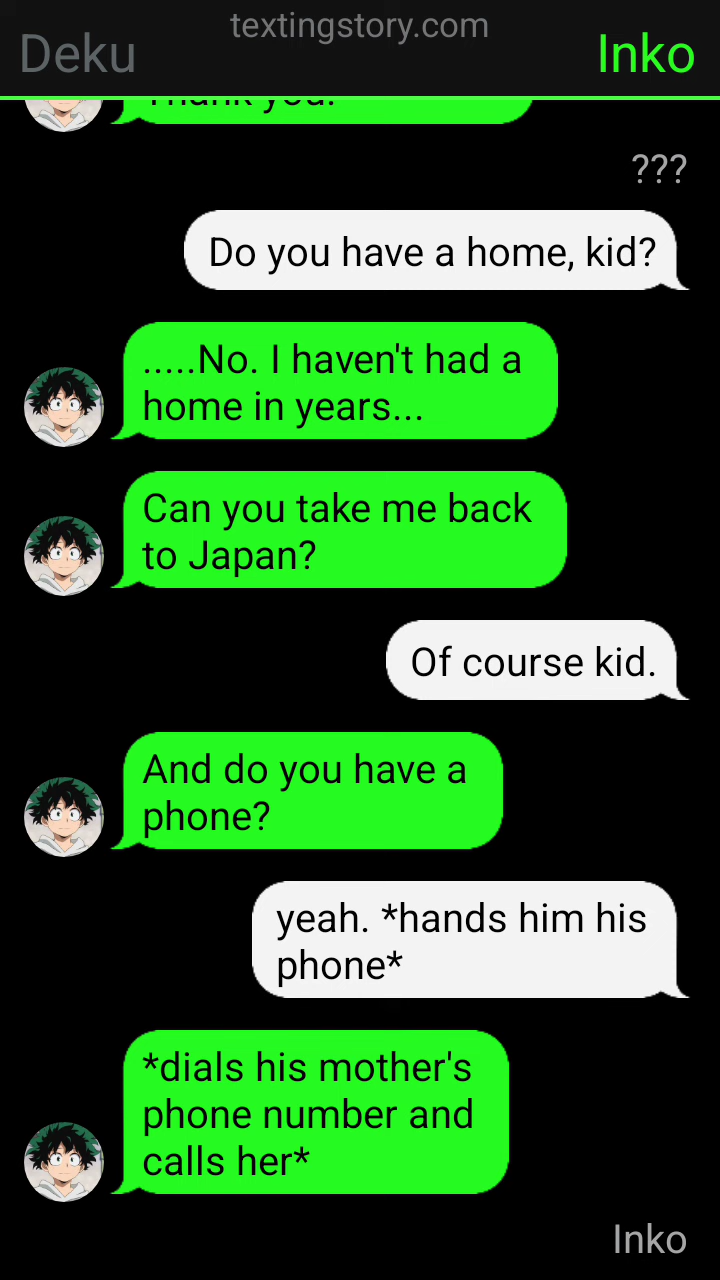 textingstory.com
Deku
Inko
Thank you.
???
Do you have a home, kid?
.....No. I haven't had a
home in years...
Can you take me back
to Japan?
Of course kid.
And do you have a
phone?
yeah. *hands him his
phone*
*dials his mother's
phone number and
calls her*
Inko